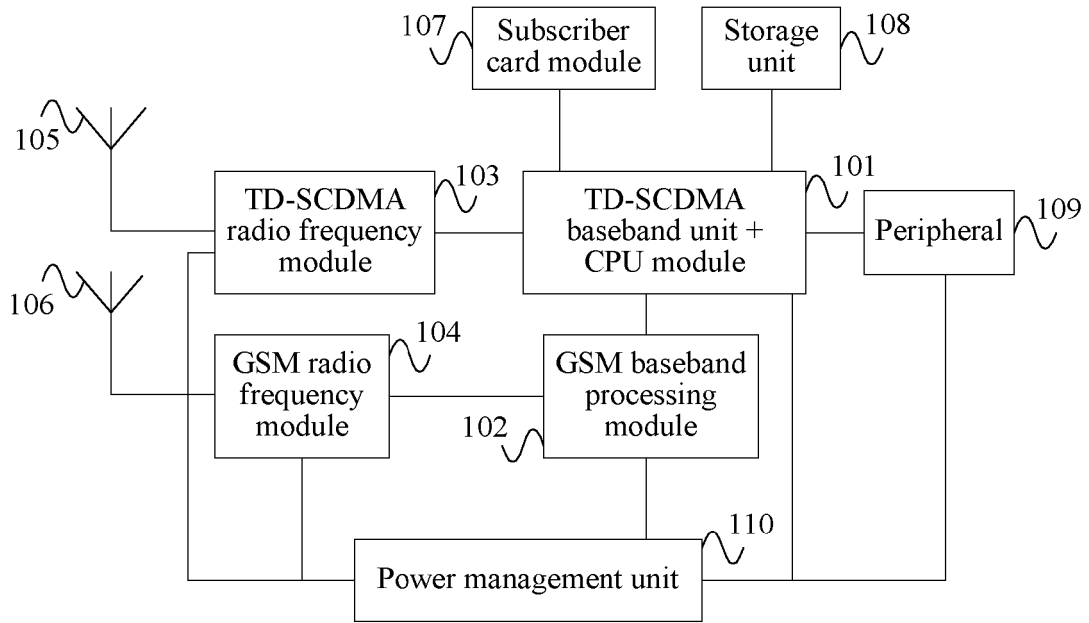 107
Subscriber
card module
Storage
unit
108
105
TD-SCDMA
radio frequency
module
103
TD-SCDMA
baseband unit +
CPU module
101
Peripheral
109
106
GSM radio
frequency
module
104
GSM baseband
processing
module
102
Power management unit
110